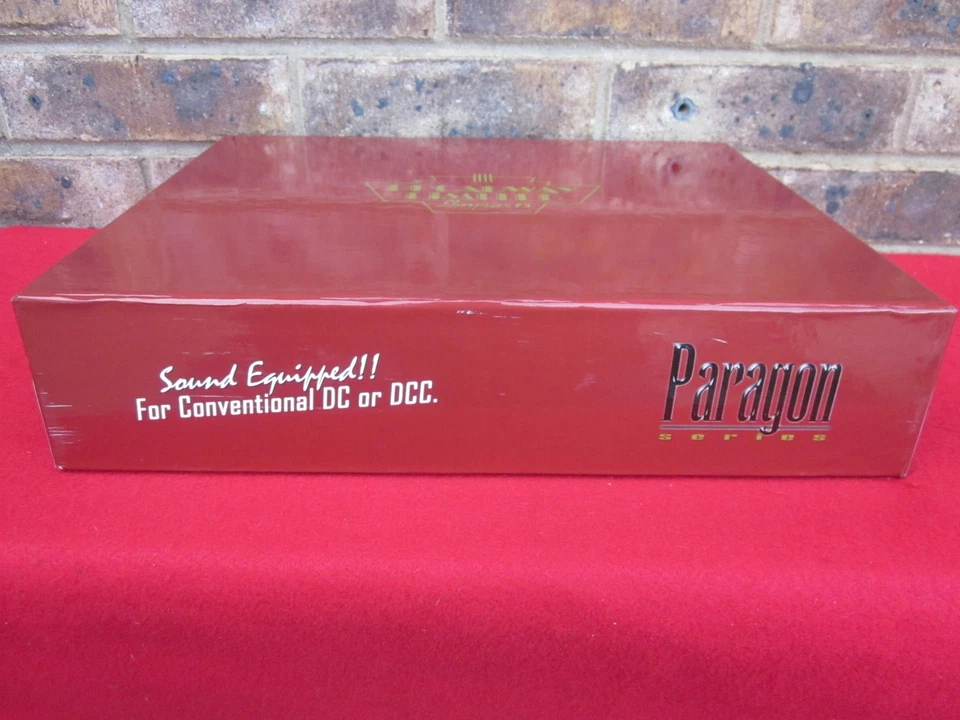 Sound Equipped!!
For Conventional DC or DCC.
Paragon
series